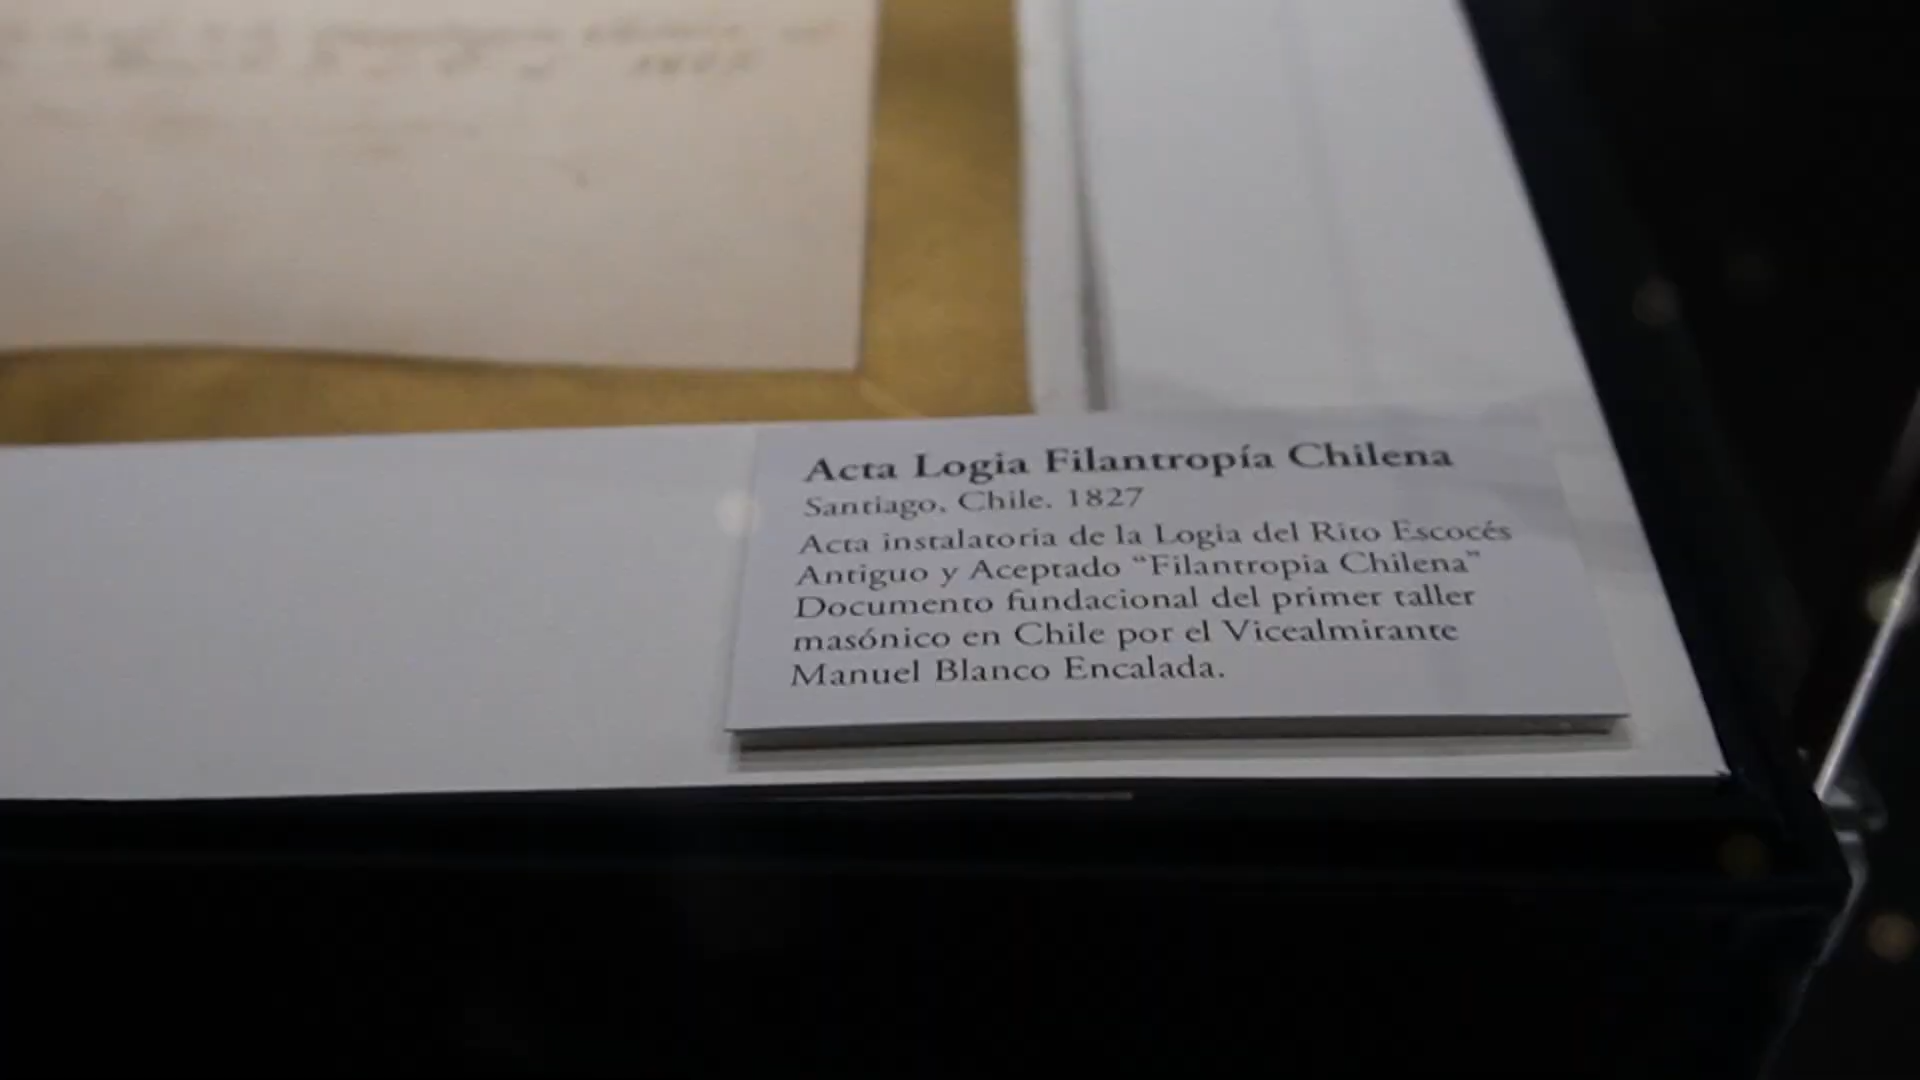 Acta Logia Filantropía Chilena
Santiago, Chile. 1827
Acta instalatoria de la Logia del Rito Escocés
Antiguo y Aceptado “Filantropia Chilena”
Documento fundacional del primer taller
masónico en Chile por el Vicealmirante
Manuel Blanco Encalada.